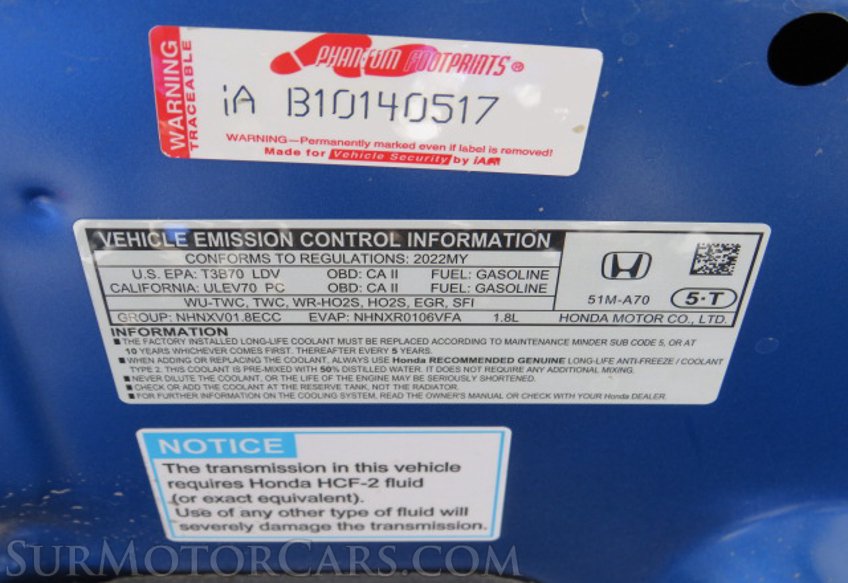 WARNING
TRACEABLE
PHANTOM FOOTPRINTS®
iA B10140517
WARNING—Permanently marked even if label is removed!
Made for Vehicle Security by iA
VEHICLE EMISSION CONTROL INFORMATION
CONFORMS TO REGULATIONS: 2022MY
U.S. EPA: T3B70 LDV OBD: CA II FUEL: GASOLINE
CALIFORNIA: ULEV70 PC OBD: CA II FUEL: GASOLINE
WU-TWC, TWC, WR-HO2S, HO2S, EGR, SFI
GROUP: NHNXV01.8ECC EVAP: NHNXR0106VFA 1.8L
51M-A70 5·T
HONDA MOTOR CO., LTD.
INFORMATION
■ THE FACTORY INSTALLED LONG-LIFE COOLANT MUST BE REPLACED ACCORDING TO MAINTENANCE MINDER SUB CODE 5, OR AT
10 YEARS WHICHEVER COMES FIRST. THEREAFTER EVERY 5 YEARS.
■ WHEN ADDING OR REPLACING THE COOLANT, ALWAYS USE Honda RECOMMENDED GENUINE LONG-LIFE ANTI-FREEZE / COOLANT
TYPE 2. THIS COOLANT IS PRE-MIXED WITH 50% DISTILLED WATER. IT DOES NOT REQUIRE ANY ADDITIONAL MIXING.
■ NEVER DILUTE THE COOLANT, OR THE LIFE OF THE ENGINE MAY BE SERIOUSLY SHORTENED.
■ CHECK OR ADD THE COOLANT AT THE RESERVE TANK, NOT THE RADIATOR.
■ FOR FURTHER INFORMATION ON THE COOLING SYSTEM, READ THE OWNER'S MANUAL OR CHECK WITH YOUR Honda DEALER.
NOTICE
The transmission in this vehicle
requires Honda HCF-2 fluid
(or exact equivalent).
Use of any other type of fluid will
severely damage the transmission.
SURMOTORCARS.COM